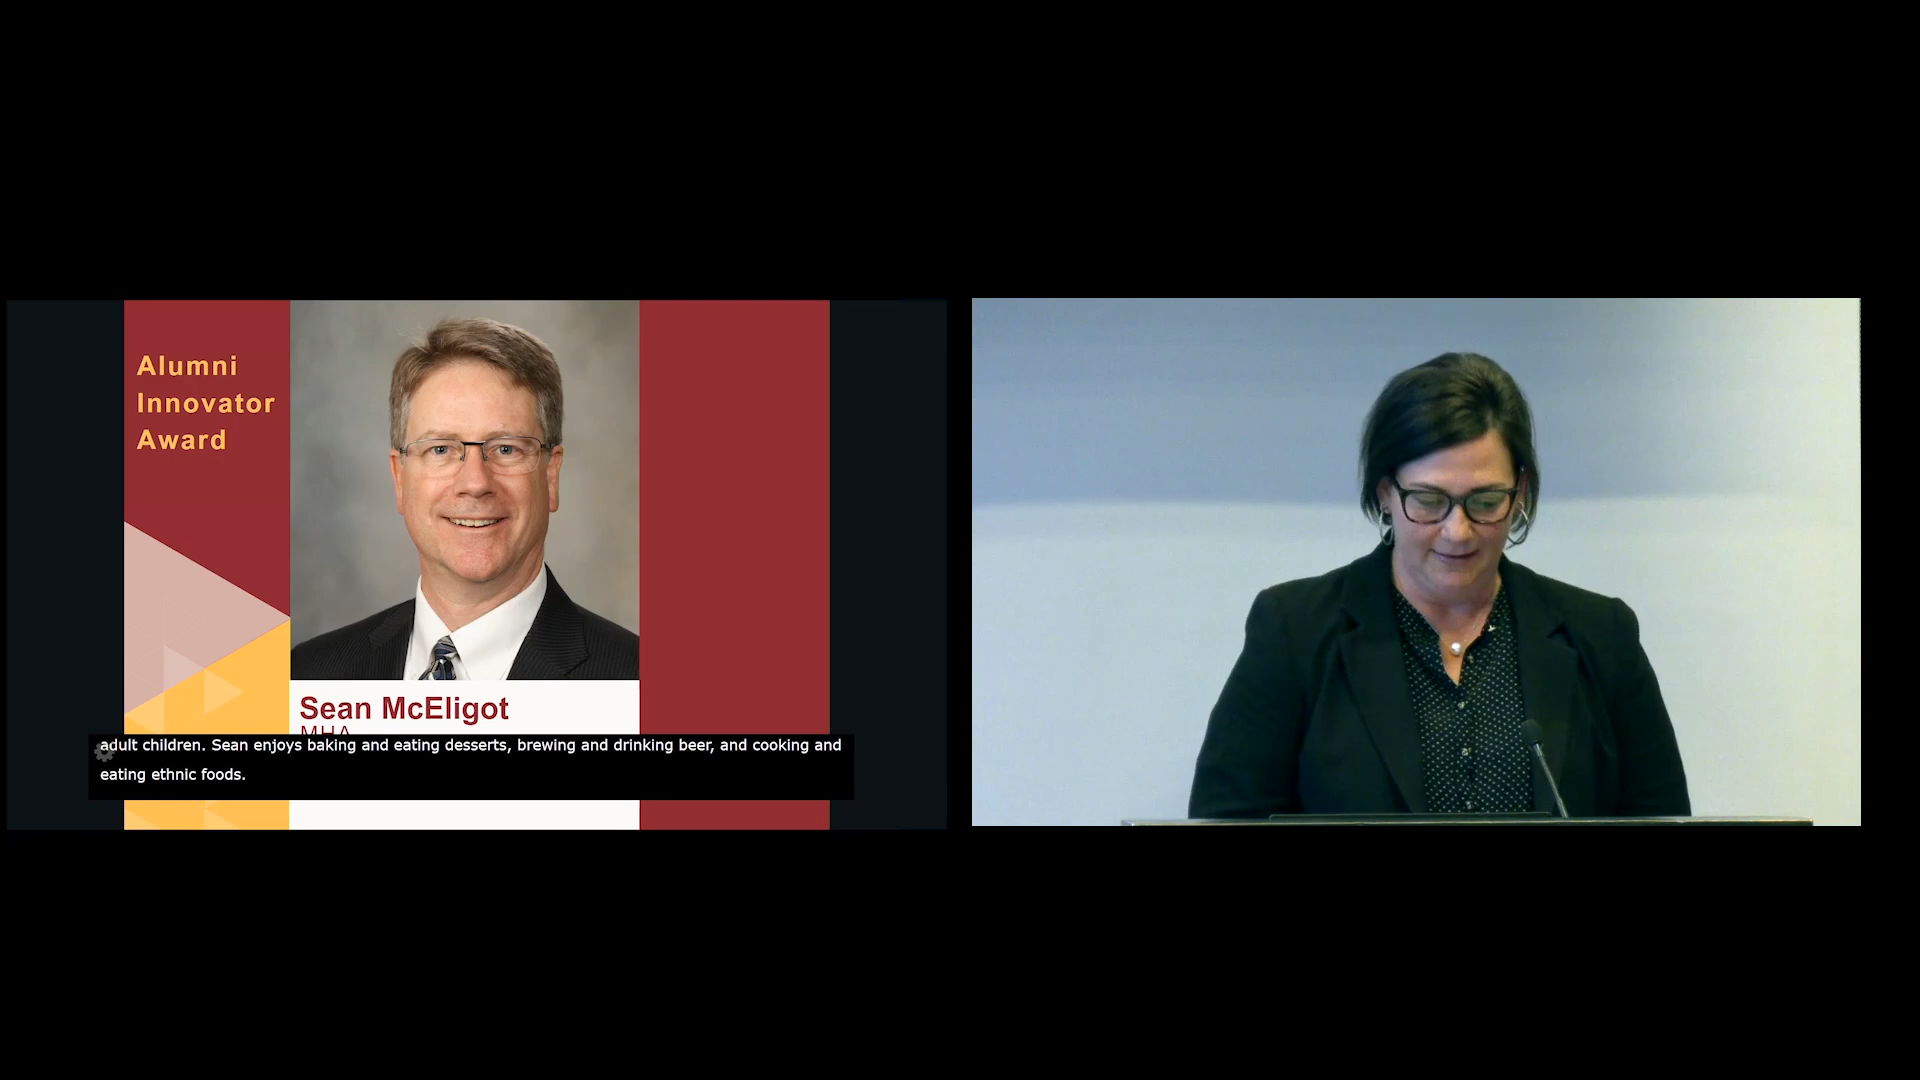 Alumni
Innovator
Award
Sean McEligot
MHA
adult children. Sean enjoys baking and eating desserts, brewing and drinking beer, and cooking and
eating ethnic foods.